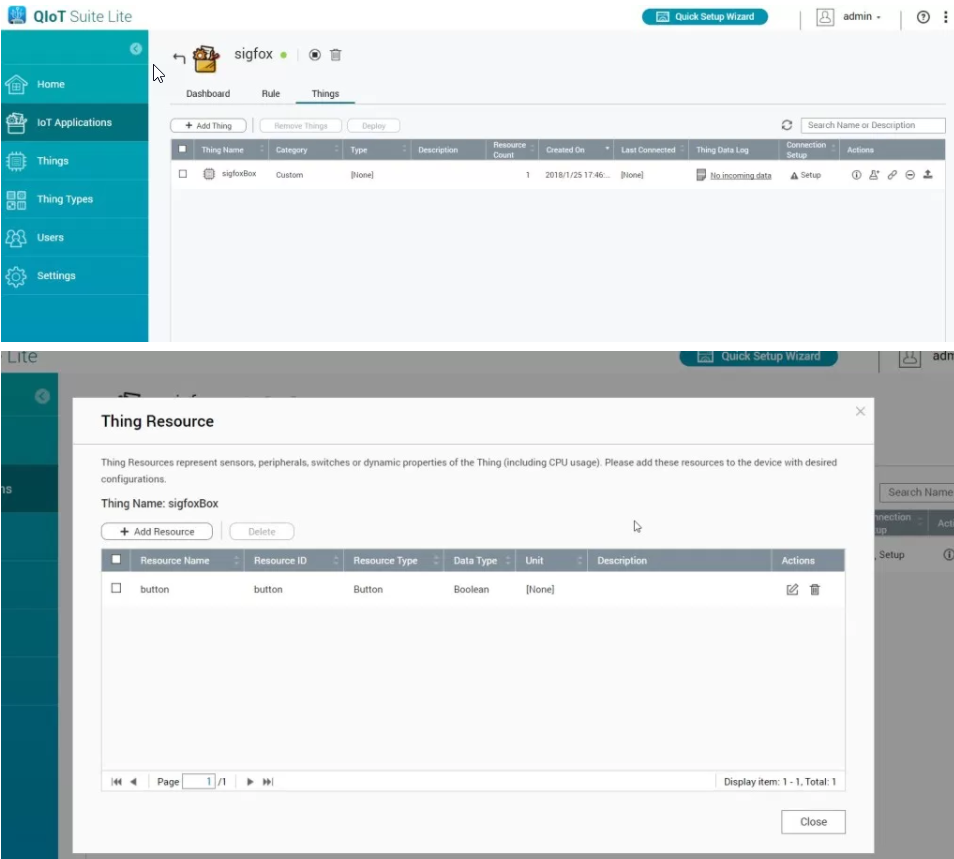 QIoT Suite Lite
Quick Setup Wizard
admin
sigfox
Home
IoT Applications
Things
Thing Types
Users
Settings
Dashboard Rule Things
+ Add Thing Remove Things Deploy Search Name or Description
Thing Name Category Type Description Resource Count Created On Last Connected Thing Data Log Connection Setup Actions
sigfoxBox Custom [None] 1 2018/1/25 17:46:... [None] No incoming data Setup
Lite
Quick Setup Wizard
adm
Thing Resource
Thing Resources represent sensors, peripherals, switches or dynamic properties of the Thing (including CPU usage). Please add these resources to the device with desired
configurations.
Thing Name: sigfoxBox
+ Add Resource Delete
Resource Name Resource ID Resource Type Data Type Unit Description Actions
button button Button Boolean [None]
Page 1 /1 Display item: 1 - 1, Total: 1
Close
ns
Search Name
nnection
up
Acti
Setup